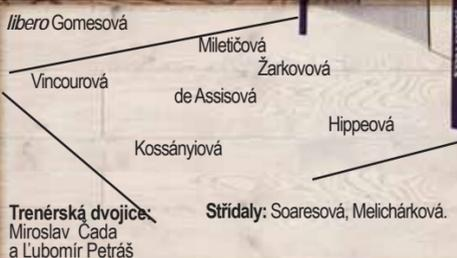 libero Gomesová
Miletičová
Žarkovová
Vincourová
de Assisová
Hippeová
Kossányiová
Trenérská dvojice:
Miroslav Čada
a Ľubomír Petráš
Střídaly: Soaresová, Melichárková.